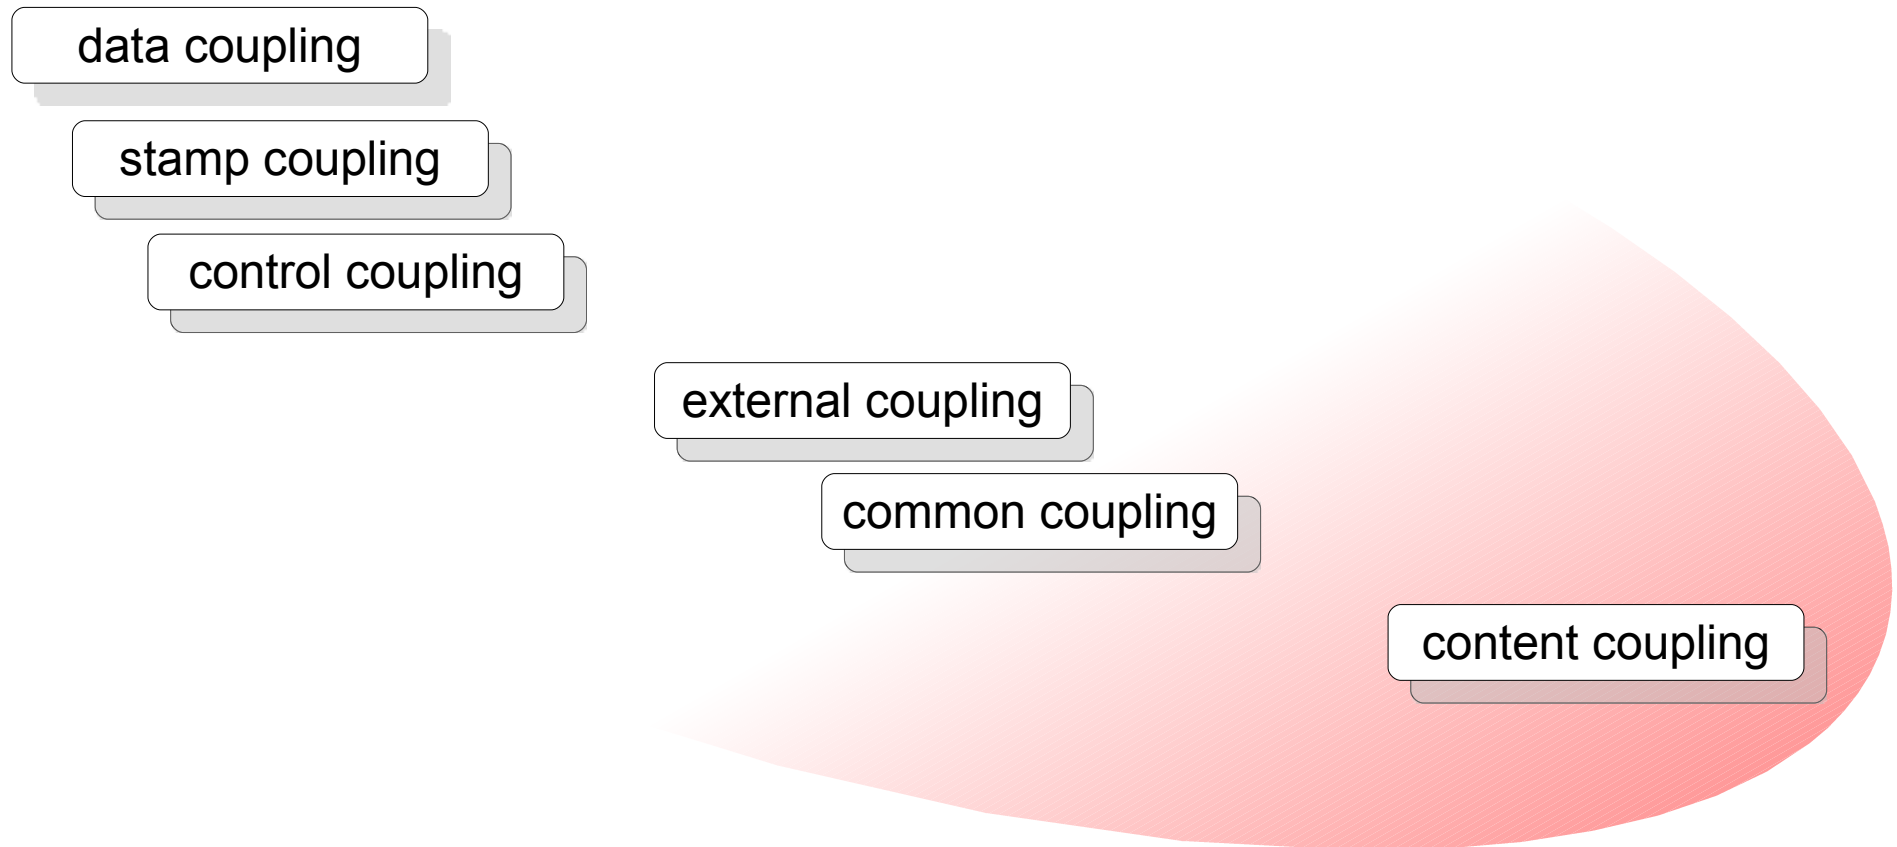 data coupling
stamp coupling
control coupling
external coupling
common coupling
content coupling